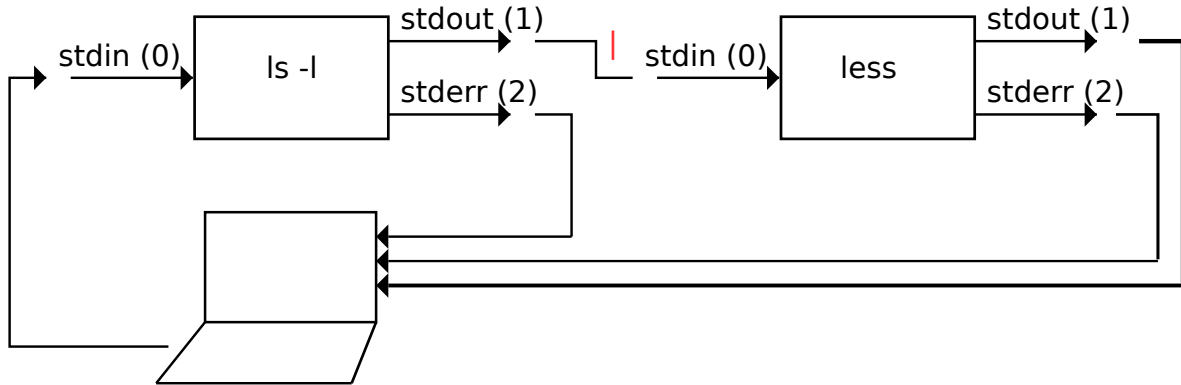 stdin (0)
ls -l
stdout (1)
stderr (2)
|
stdin (0)
less
stdout (1)
stderr (2)